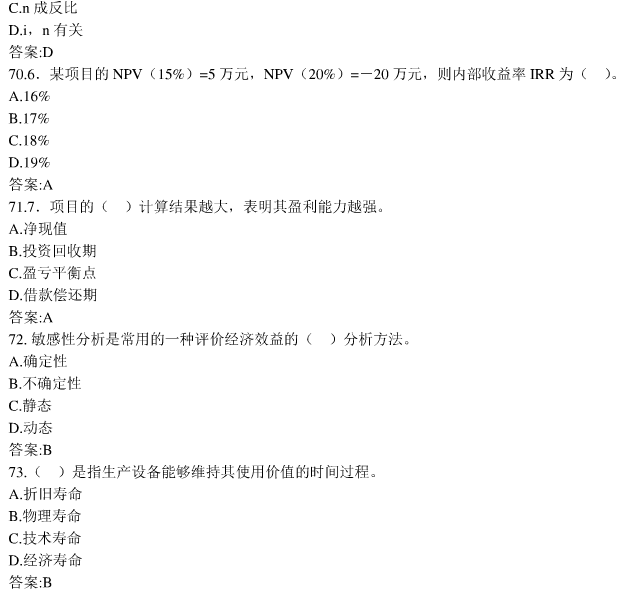 C.n 成反比
D.i，n 有关
答案:D
70.6．某项目的 NPV（15%）=5 万元，NPV（20%）=－20 万元，则内部收益率 IRR 为（　）。
A.16%
B.17%
C.18%
D.19%
答案:A
71.7．项目的（　）计算结果越大，表明其盈利能力越强。
A.净现值
B.投资回收期
C.盈亏平衡点
D.借款偿还期
答案:A
72. 敏感性分析是常用的一种评价经济效益的（　）分析方法。
A.确定性
B.不确定性
C.静态
D.动态
答案:B
73.（　）是指生产设备能够维持其使用价值的时间过程。
A.折旧寿命
B.物理寿命
C.技术寿命
D.经济寿命
答案:B